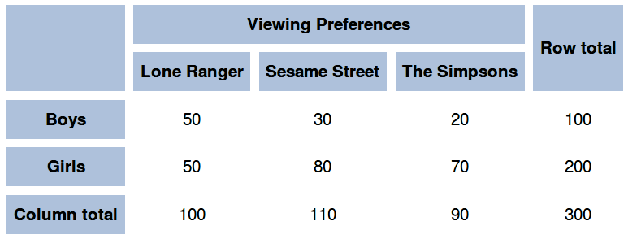 Viewing Preferences
Row total
Lone Ranger Sesame Street The Simpsons
Boys 50 30 20 100
Girls 50 80 70 200
Column total 100 110 90 300